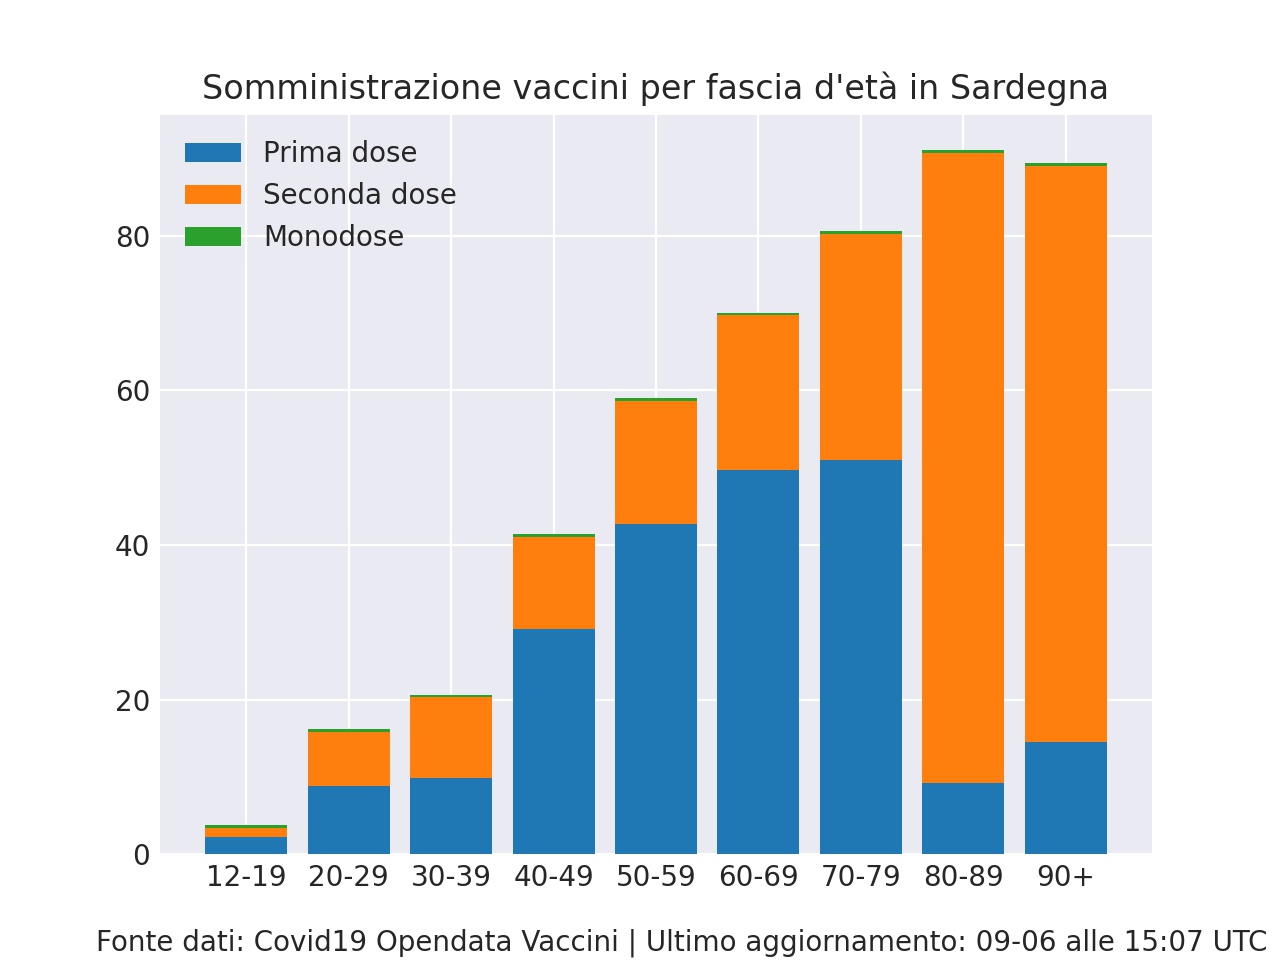 Somministrazione vaccini per fascia d'età in Sardegna
Prima dose
Seconda dose
Monodose
80
60
40
20
0
12-19 20-29 30-39 40-49 50-59 60-69 70-79 80-89 90+
Fonte dati: Covid19 Opendata Vaccini | Ultimo aggiornamento: 09-06 alle 15:07 UTC